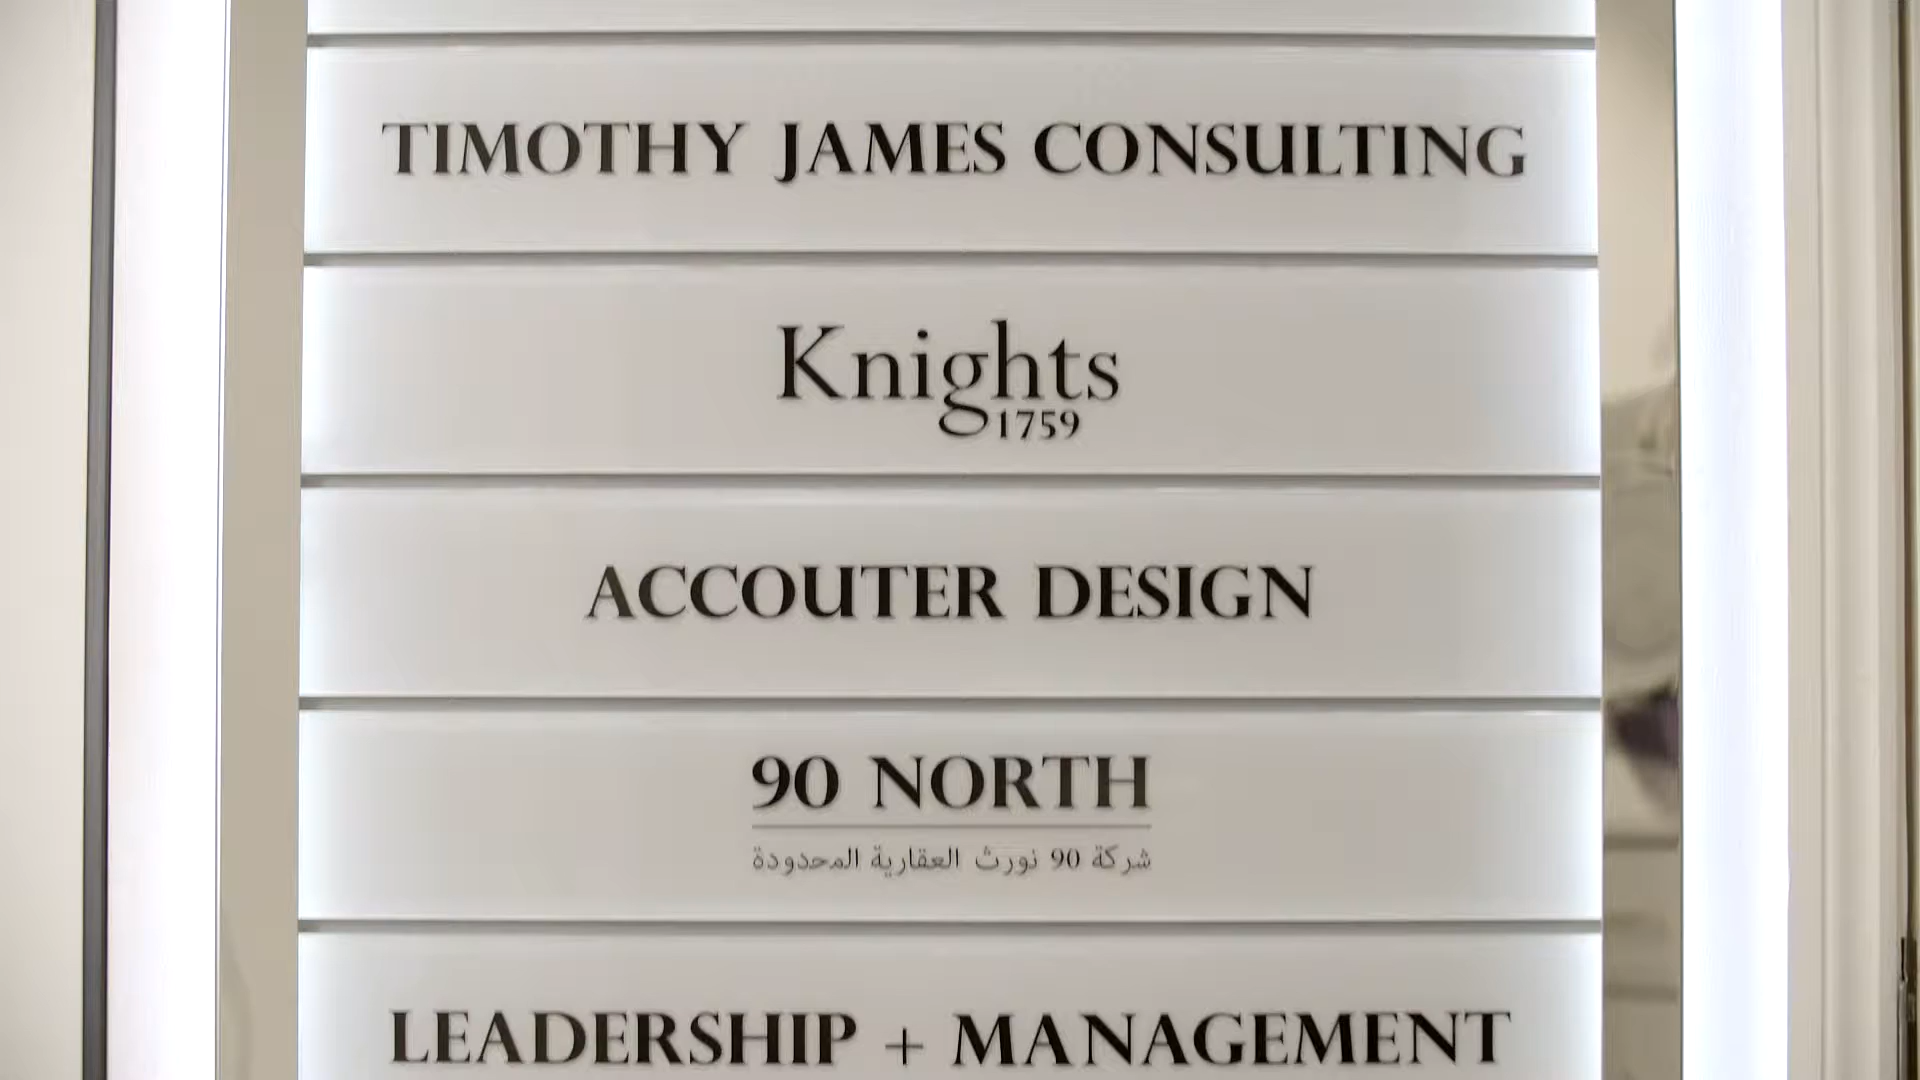 TIMOTHY JAMES CONSULTING
Knights
1759
ACCOUTER DESIGN
90 NORTH
شركة 90 نورث العقارية المحدودة
LEADERSHIP + MANAGEMENT